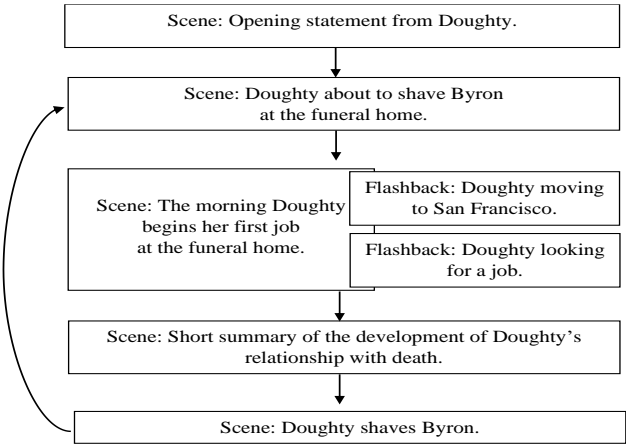 Scene: Opening statement from Doughty.
Scene: Doughty about to shave Byron
at the funeral home.
Scene: The morning Doughty
begins her first job
at the funeral home.
Flashback: Doughty moving
to San Francisco.
Flashback: Doughty looking
for a job.
Scene: Short summary of the development of Doughty’s
relationship with death.
Scene: Doughty shaves Byron.